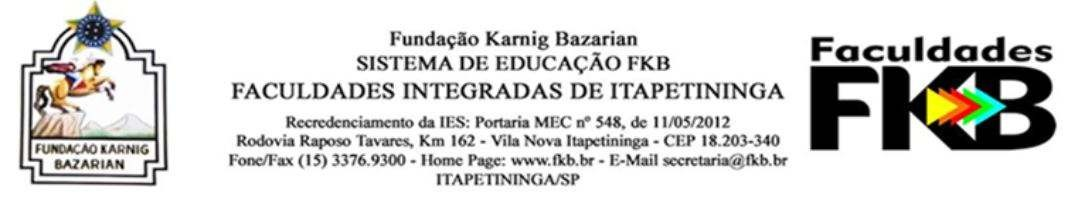 FUNDAÇÃO KARNIG
BAZARIAN
Fundação Karnig Bazarian
SISTEMA DE EDUCAÇÃO FKB
FACULDADES INTEGRADAS DE ITAPETININGA
Recredenciamento da IES: Portaria MEC nº 548, de 11/05/2012
Rodovia Raposo Tavares, Km 162 - Vila Nova Itapetininga - CEP 18.203-340
Fone/Fax (15) 3376.9300 - Home Page: www.fkb.br - E-Mail secretaria@fkb.br
ITAPETININGA/SP
Faculdades
FKB